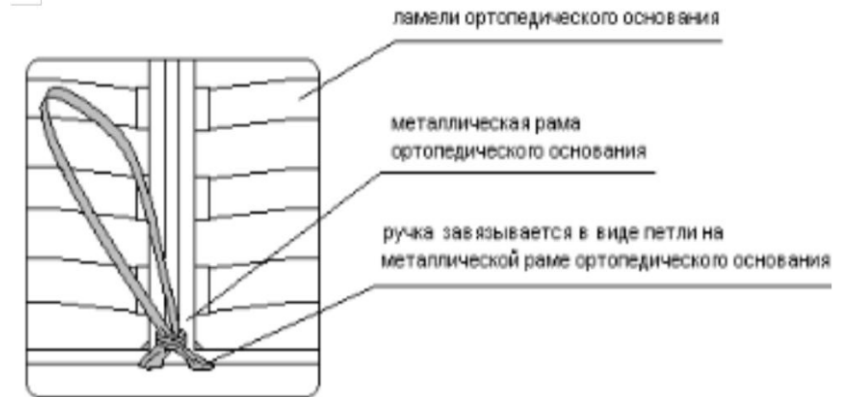 ламели ортопедического основания
металлическая рама
ортопедического основания
ручка завязывается в виде петли на
металлической раме ортопедического основания